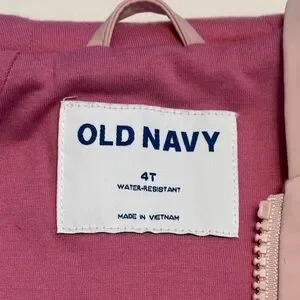 OLD NAVY
4T
WATER-RESISTANT
MADE IN VIETNAM